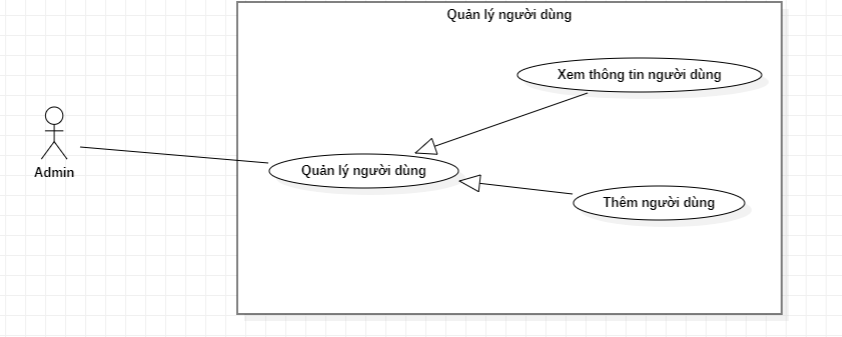 Quản lý người dùng
Xem thông tin người dùng
Admin
Quản lý người dùng
Thêm người dùng